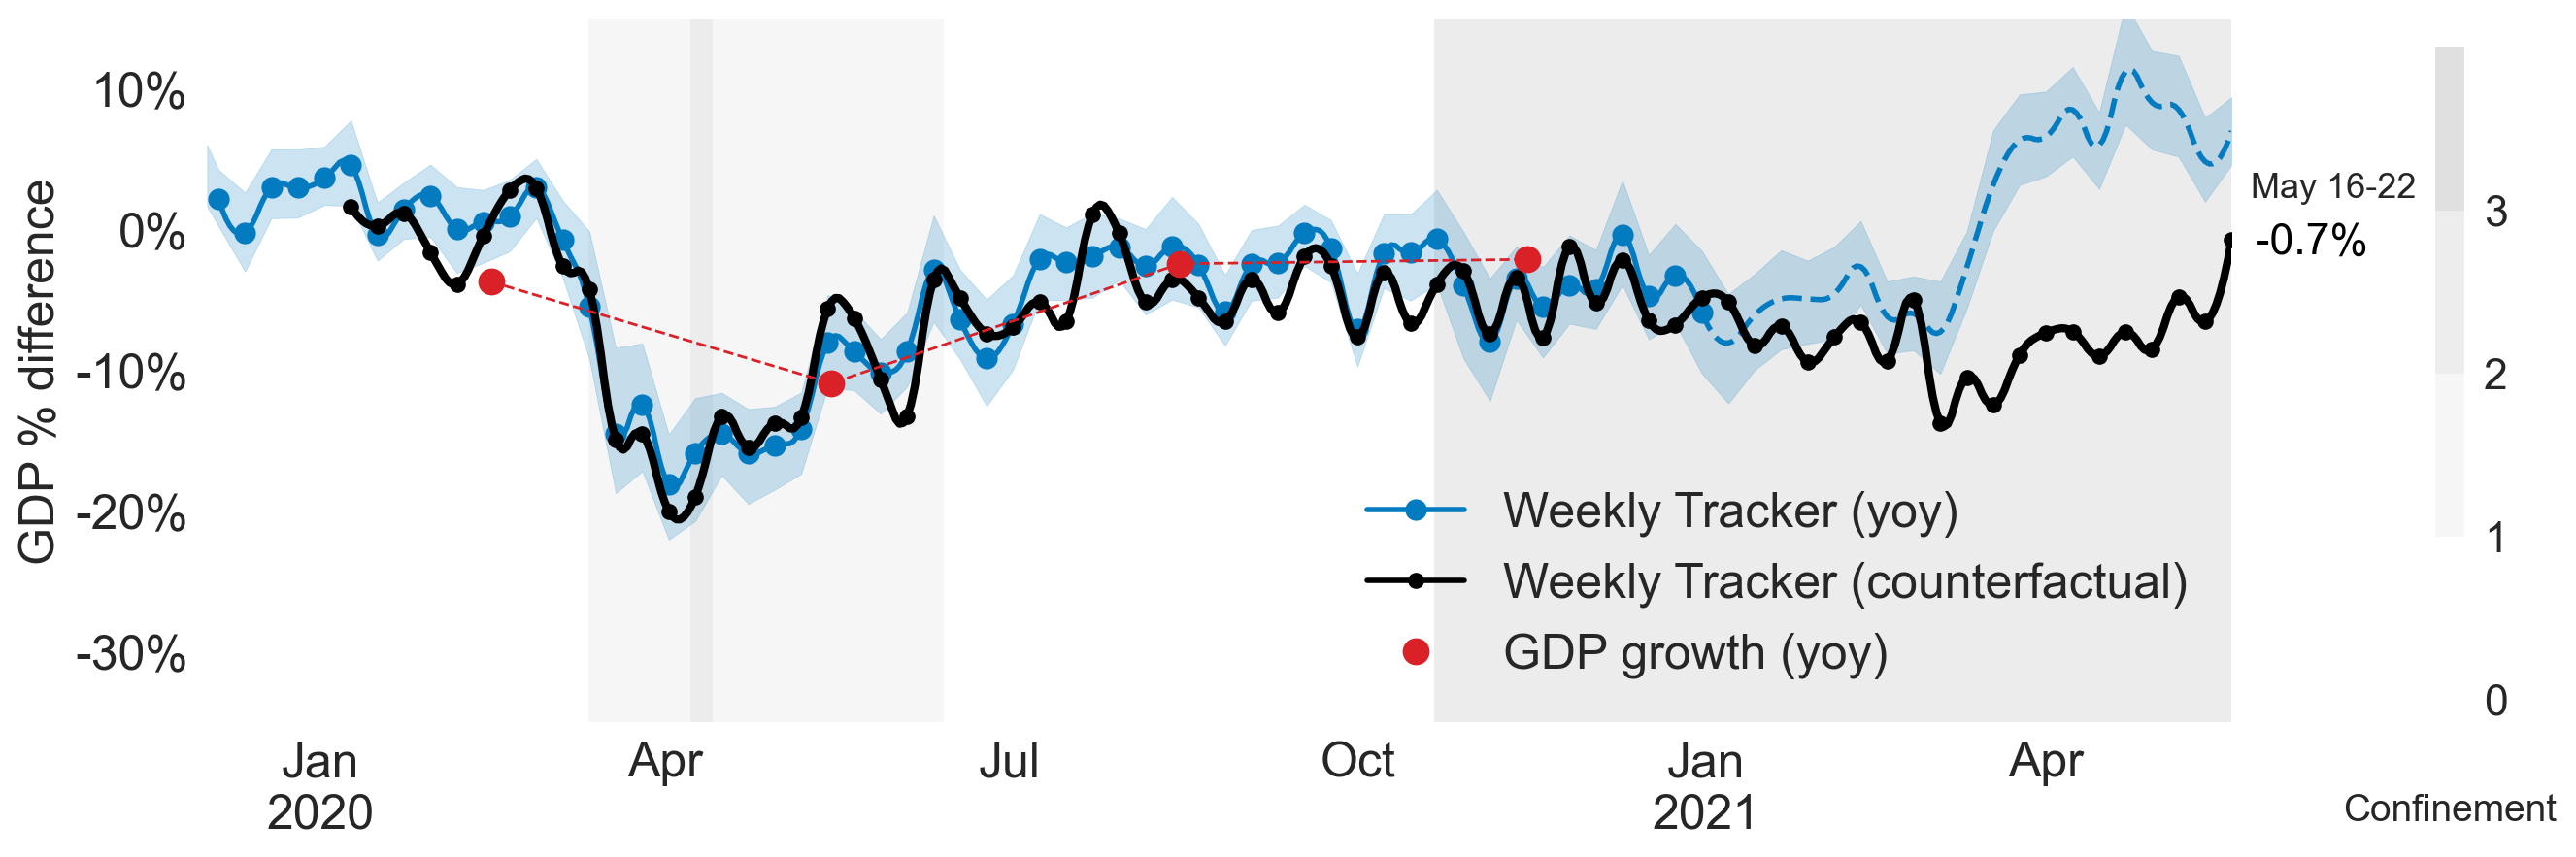 GDP % difference
10%
0%
-10%
-20%
-30%
Jan
2020
Apr
Jul
Oct
Jan
2021
Apr
Weekly Tracker (yoy)
Weekly Tracker (counterfactual)
GDP growth (yoy)
May 16-22
-0.7%
3
2
1
0
Confinement